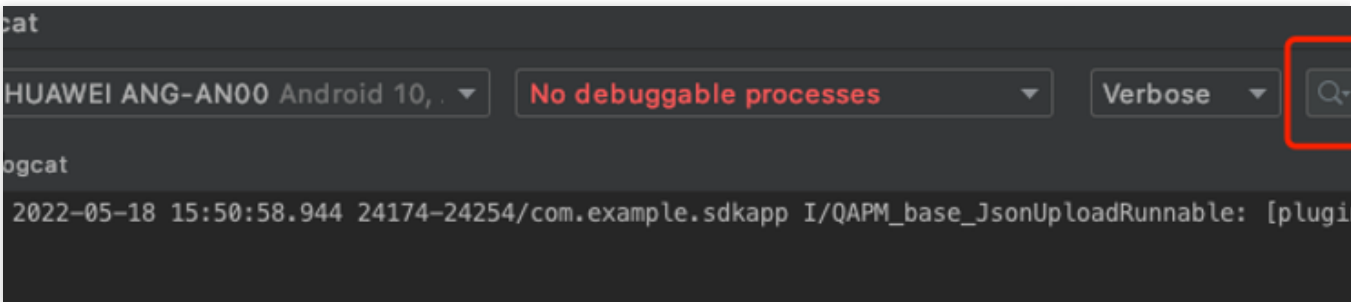 cat
HUAWEI ANG-AN00 Android 10, . No debuggable processes Verbose
ogcat
2022-05-18 15:50:58.944 24174-24254/com.example.sdkapp I/QAPM_base_JsonUploadRunnable: [plugi